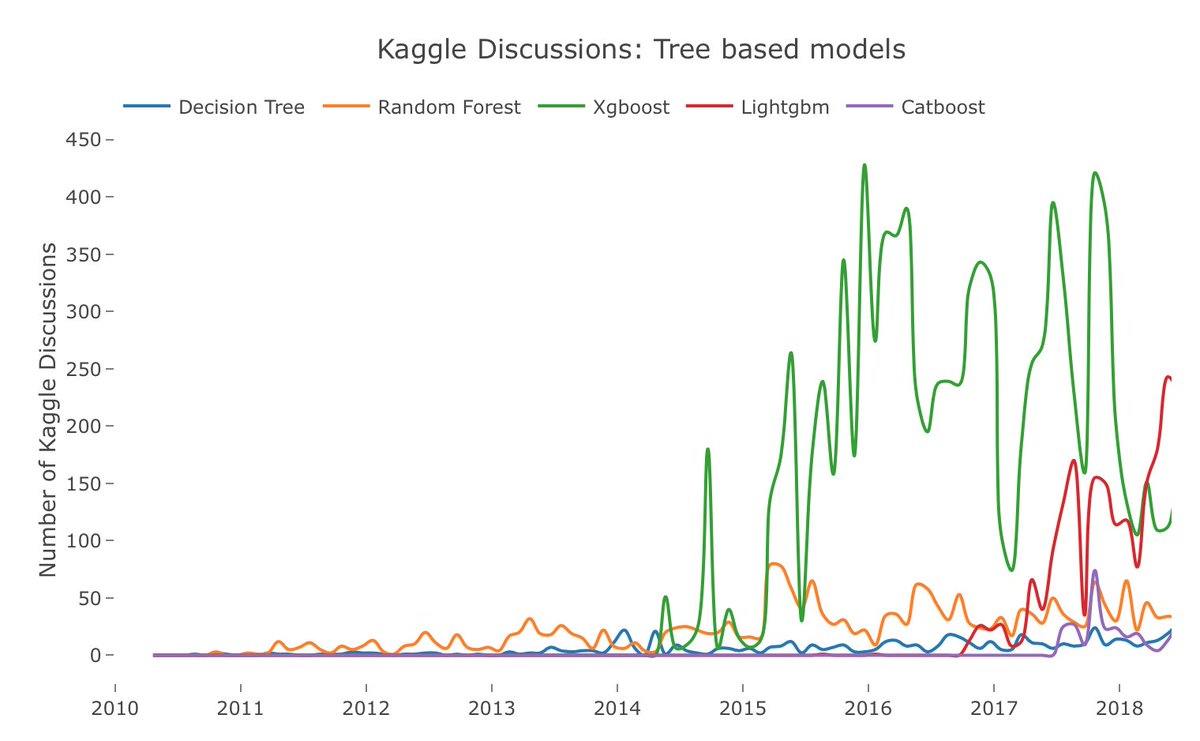 Kaggle Discussions: Tree based models
Decision Tree Random Forest Xgboost Lightgbm Catboost
Number of Kaggle Discussions
450
400
350
300
250
200
150
100
50
0
2010 2011 2012 2013 2014 2015 2016 2017 2018